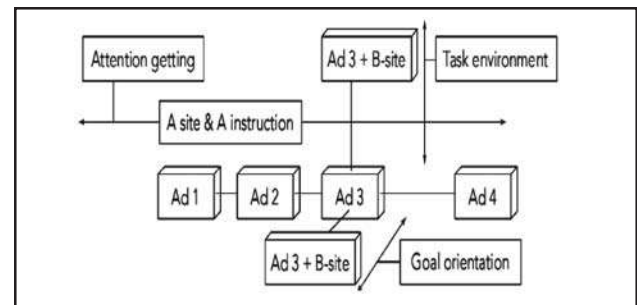 Attention getting
Ad 3 + B-site
Task environment
A site & A instruction
Ad 1
Ad 2
Ad 3
Ad 4
Ad 3 + B-site
Goal orientation